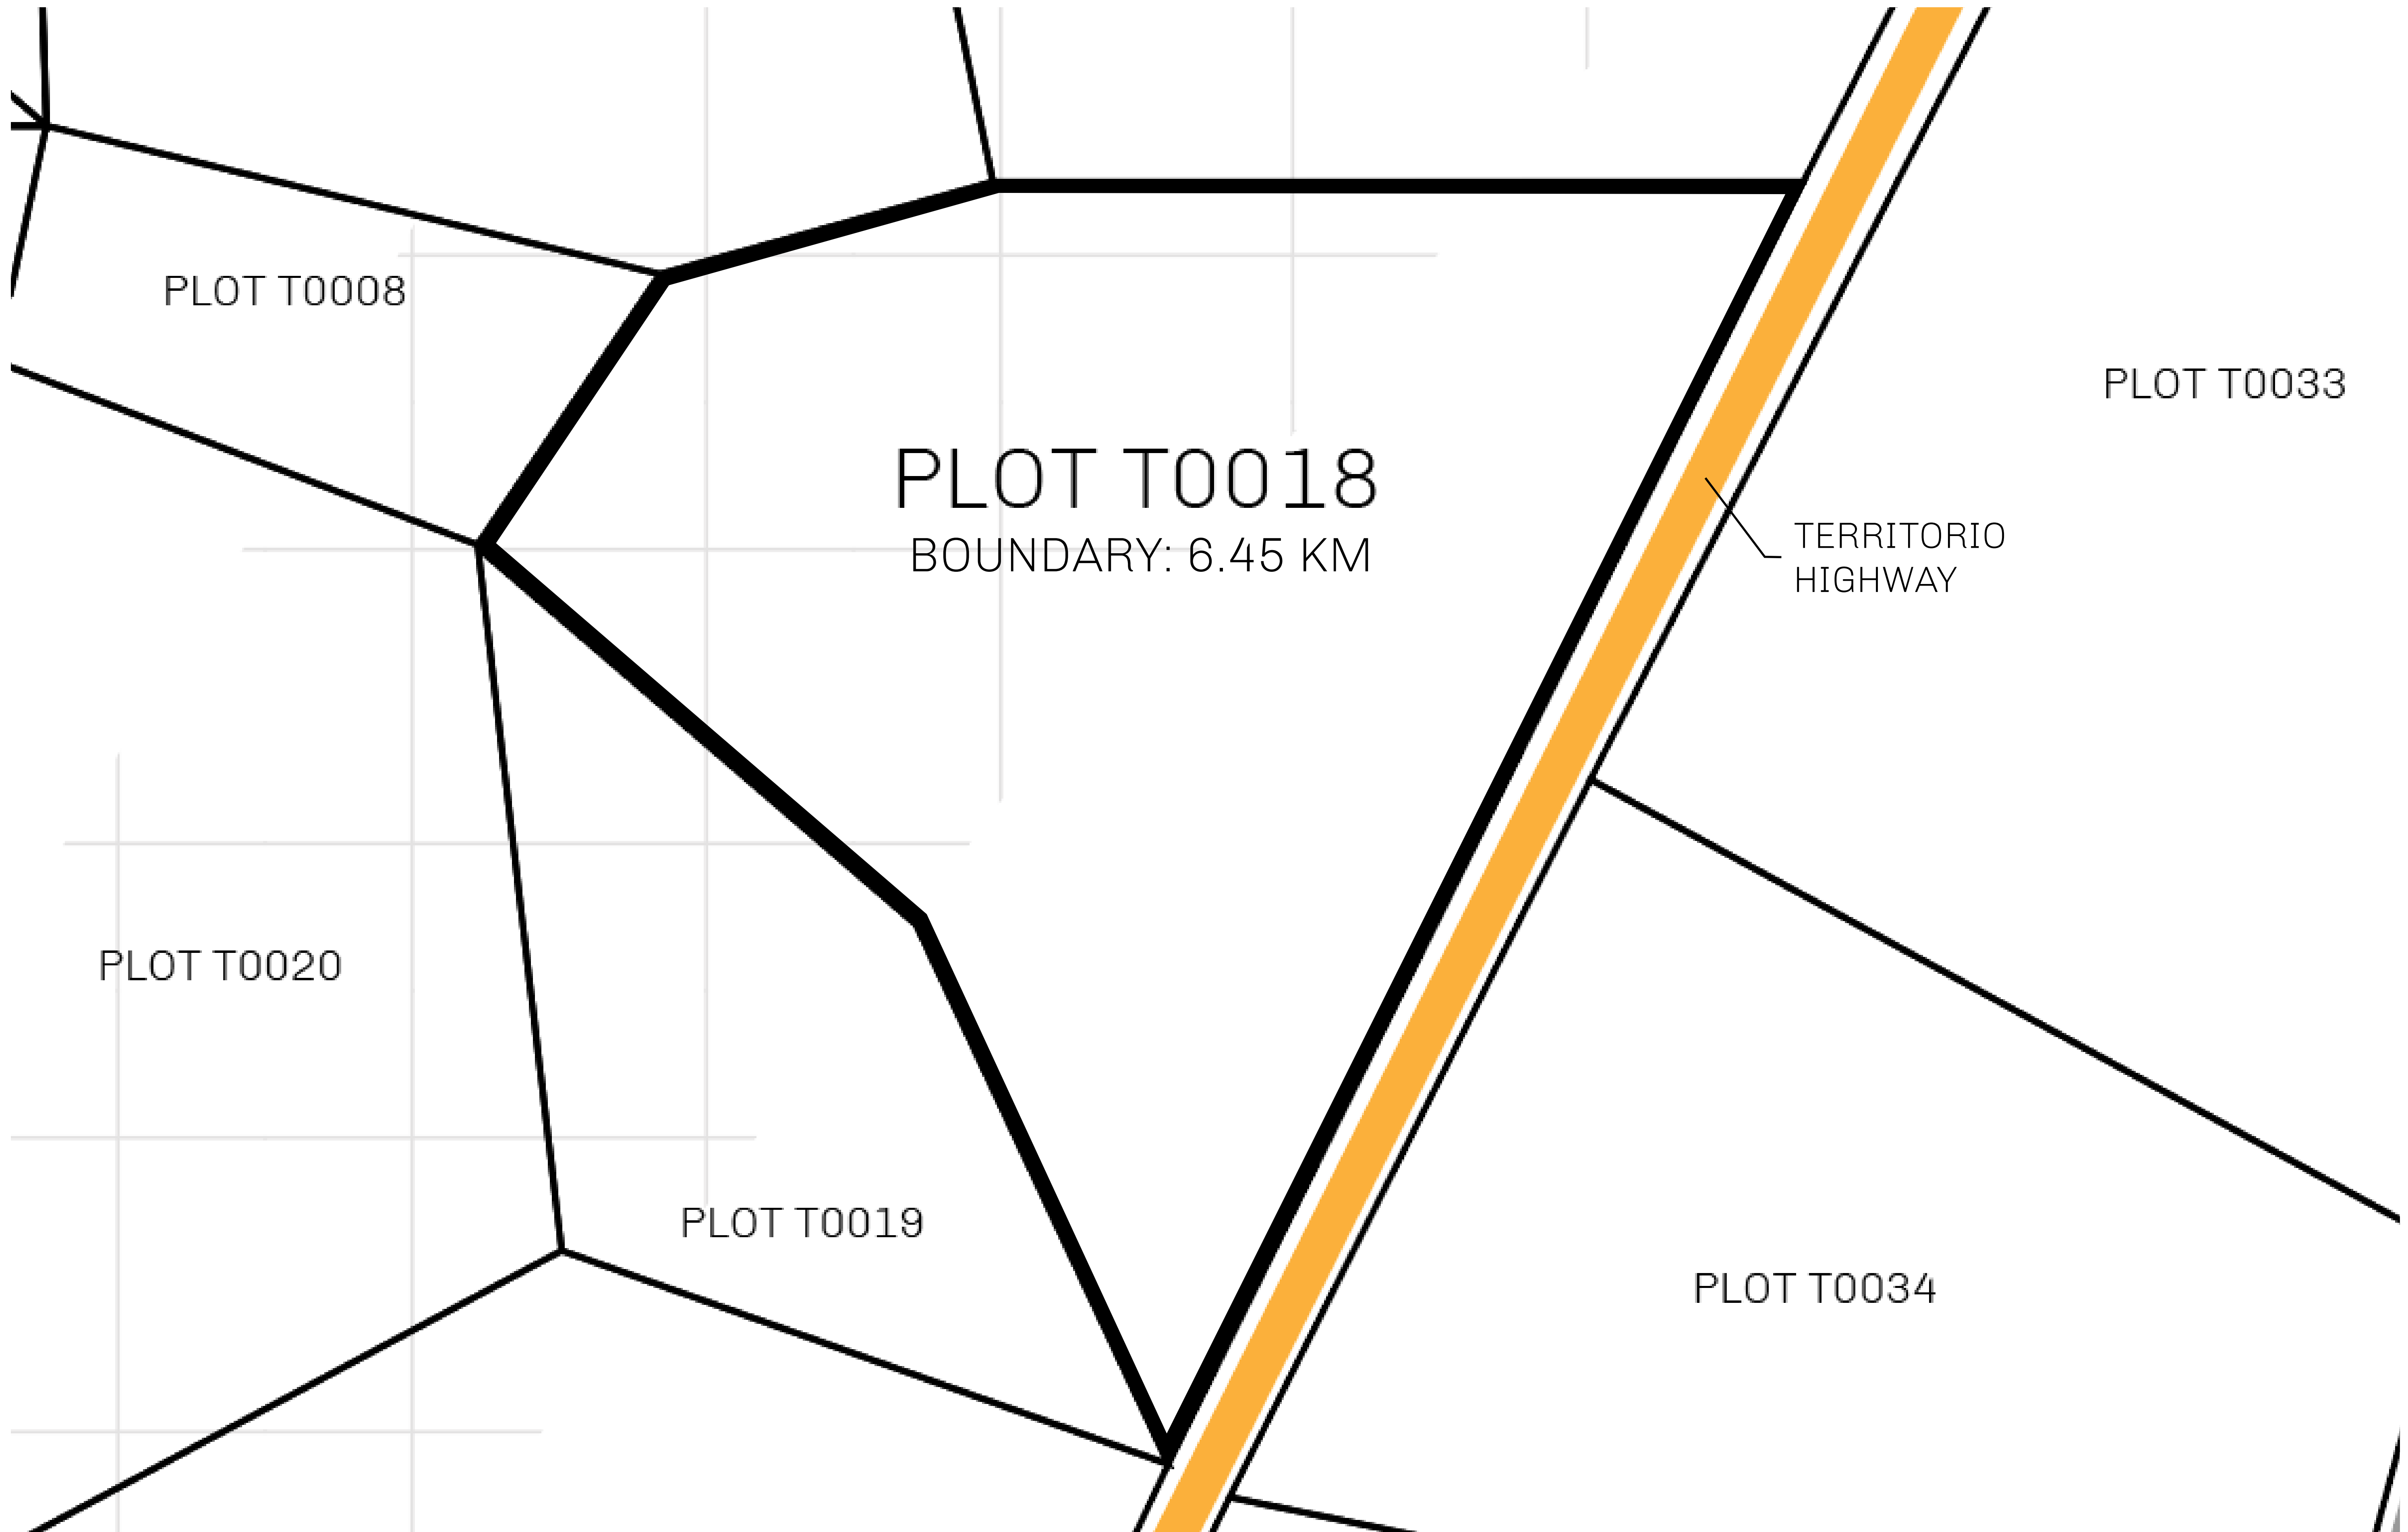 PLOT T0008
PLOT T0033
PLOT T0018
BOUNDARY: 6.45 KM
TERRITORIO
HIGHWAY
PLOT T0020
PLOT T0019
PLOT T0034